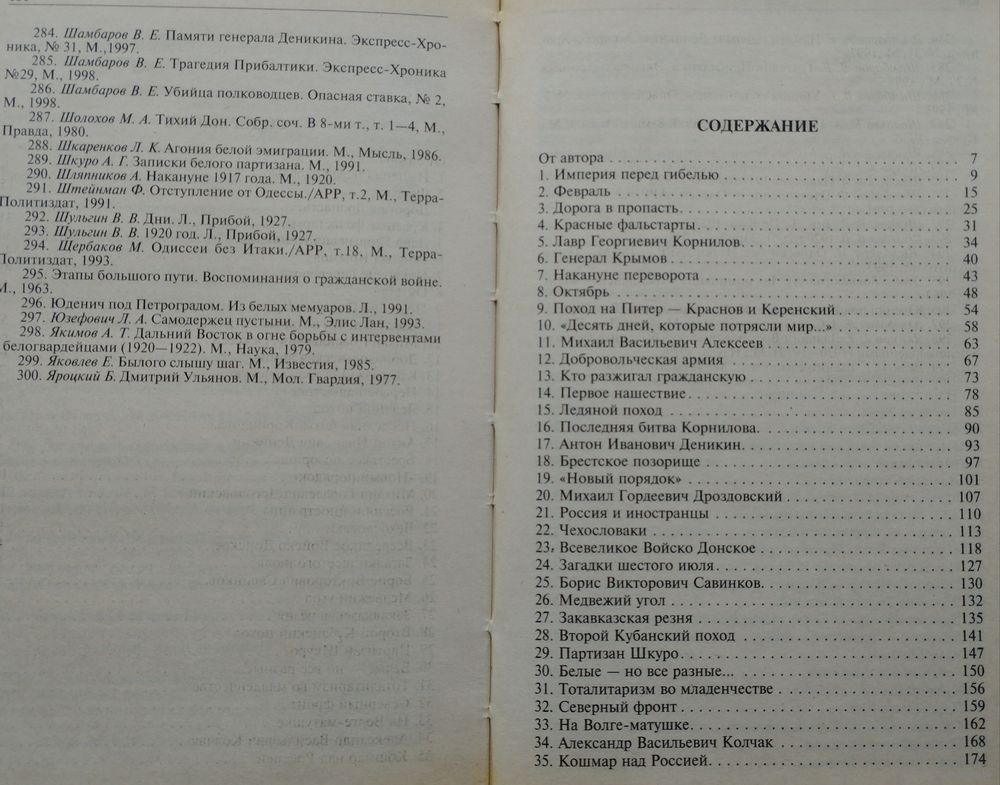 284. Шамбаров В. Е. Памяти генерала Деникина. Экспресс-Хро-
ника, № 31, М.,1997.
285. Шамбаров В. Е. Трагедия Прибалтики. Экспресс-Хроника
№29, М., 1998.
286. Шамбаров В. Е. Убийца полководцев. Опасная ставка, № 2,
М., 1998.
287. Шолохов М. А. Тихий Дон. Собр. соч. В 8-ми т., т. 1—4, М.,
Правда, 1980.
288. Шкаренков Л. К. Агония белой эмиграции. М., Мысль, 1986.
289. Шкуро А. Г. Записки белого партизана. М., 1991.
290. Шляпников А. Накануне 1917 года. М., 1920.
291. Штейнман Ф. Отступление от Одессы./АРР, т.2, М., Терра-
Политиздат, 1991.
292. Шульгин В. В. Дни. Л., Прибой, 1927.
293. Шульгин В. В. 1920 год. Л., Прибой, 1927.
294. Щербаков М. Одиссеи без Итаки./АРР, т.18, М., Терра-
Политиздат, 1993.
295. Этапы большого пути. Воспоминания о гражданской войне.
М., 1963.
296. Юденич под Петроградом. Из белых мемуаров. Л., 1991.
297. Юзефович Л. А. Самодержец пустыни. М., Элис Лан, 1993.
298. Якимов А. Т. Дальний Восток в огне борьбы с интервентами
белогвардейцами (1920—1922). М., Наука, 1979.
299. Яковлев Е. Былого слышу шаг. М., Известия, 1985.
300. Яроцкий Б. Дмитрий Ульянов. М., Мол. Гвардия, 1977.
СОДЕРЖАНИЕ
От автора . . . . . 7
1. Империя перед гибелью . . . . . 9
2. Февраль . . . . . 15
3. Дорога в пропасть. . . . . . 25
4. Красные фальстарты . . . . . 31
5. Лавр Георгиевич Корнилов. . . . . . 34
6. Генерал Крымов . . . . . 40
7. Накануне переворота . . . . . 43
8. Октябрь . . . . . 48
9. Поход на Питер — Краснов и Керенский . . . . . 54
10. «Десять дней, которые потрясли мир...» . . . . . 58
11. Михаил Васильевич Алексеев . . . . . 63
12. Добровольческая армия . . . . . 67
13. Кто разжигал гражданскую . . . . . 73
14. Первое нашествие . . . . . 78
15. Ледяной поход . . . . . 85
16. Последняя битва Корнилова. . . . . . 90
17. Антон Иванович Деникин. . . . . . 93
18. Брестское позорище . . . . . 97
19. «Новый порядок» . . . . . 101
20. Михаил Гордеевич Дроздовский . . . . . 107
21. Россия и иностранцы . . . . . 110
22. Чехословаки . . . . . 113
23. Всевеликое Войско Донское . . . . . 118
24. Загадки шестого июля. . . . . . 127
25. Борис Викторович Савинков. . . . . . 130
26. Медвежий угол . . . . . 132
27. Закавказская резня . . . . . 135
28. Второй Кубанский поход . . . . . 141
29. Партизан Шкуро. . . . . . 147
30. Белые — но все разные... . . . . . 150
31. Тоталитаризм во младенчестве . . . . . 156
32. Северный фронт . . . . . 159
33. На Волге-матушке. . . . . . 162
34. Александр Васильевич Колчак . . . . . 168
35. Кошмар над Россией. . . . . . 174